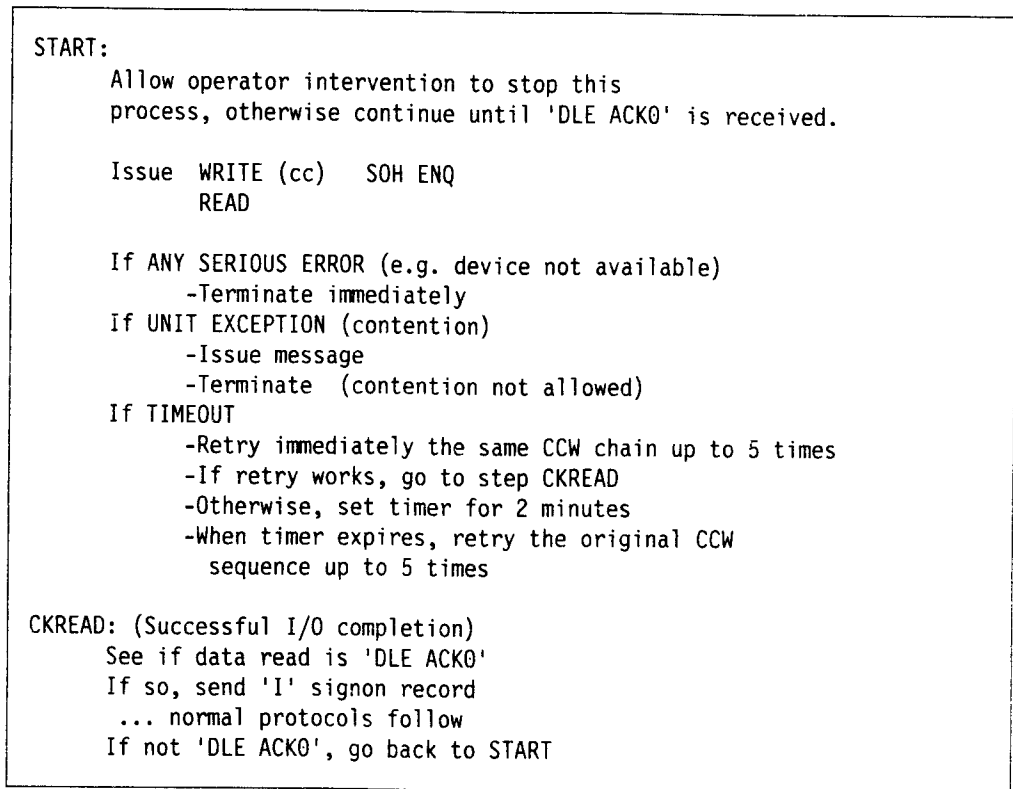 START:
Allow operator intervention to stop this
process, otherwise continue until 'DLE ACK0' is received.
Issue WRITE (cc) SOH ENQ
READ
If ANY SERIOUS ERROR (e.g. device not available)
-Terminate immediately
If UNIT EXCEPTION (contention)
-Issue message
-Terminate (contention not allowed)
If TIMEOUT
-Retry immediately the same CCW chain up to 5 times
-If retry works, go to step CKREAD
-Otherwise, set timer for 2 minutes
-When timer expires, retry the original CCW
sequence up to 5 times
CKREAD: (Successful I/O completion)
See if data read is 'DLE ACK0'
If so, send 'I' signon record
... normal protocols follow
If not 'DLE ACK0', go back to START